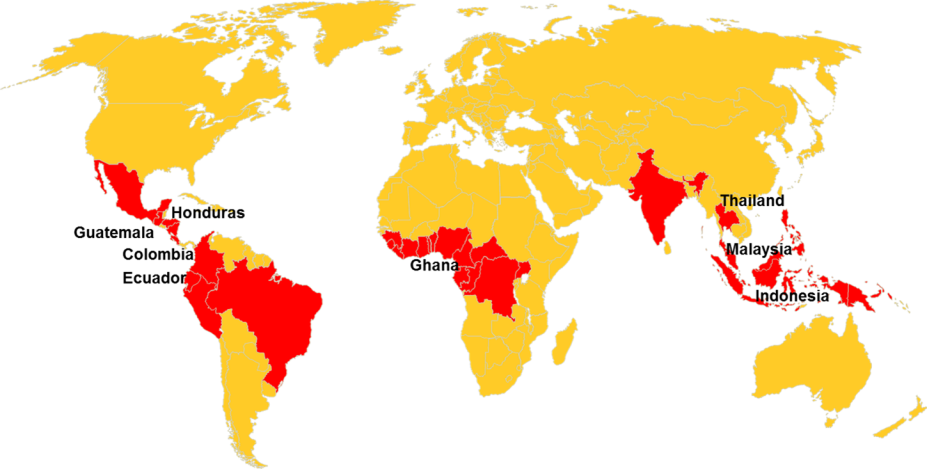 Thailand
Honduras
Guatemala
Malaysia
Colombia
Ghana
Ecuador
Indonesia